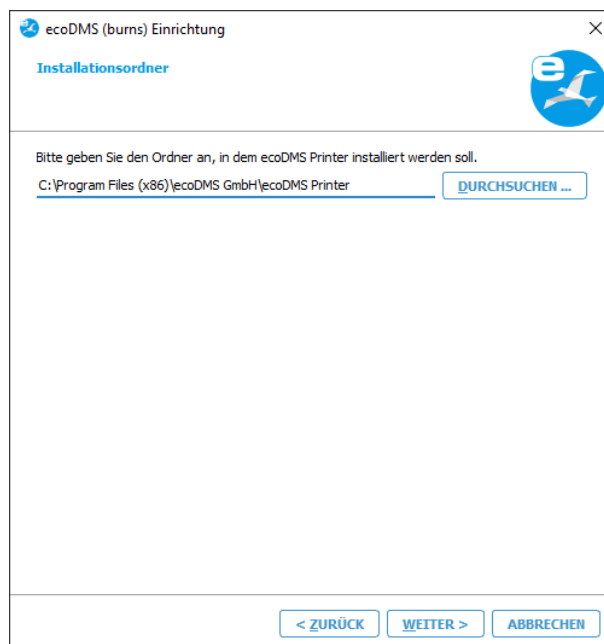 ecoDMS (burns) Einrichtung
Installationsordner
e
Bitte geben Sie den Ordner an, in dem ecoDMS Printer installiert werden soll.
C:\Program Files (x86)\ecoDMS GmbH\ecoDMS Printer
DURCHSUCHEN ...
< ZURÜCK
WEITER >
ABBRECHEN